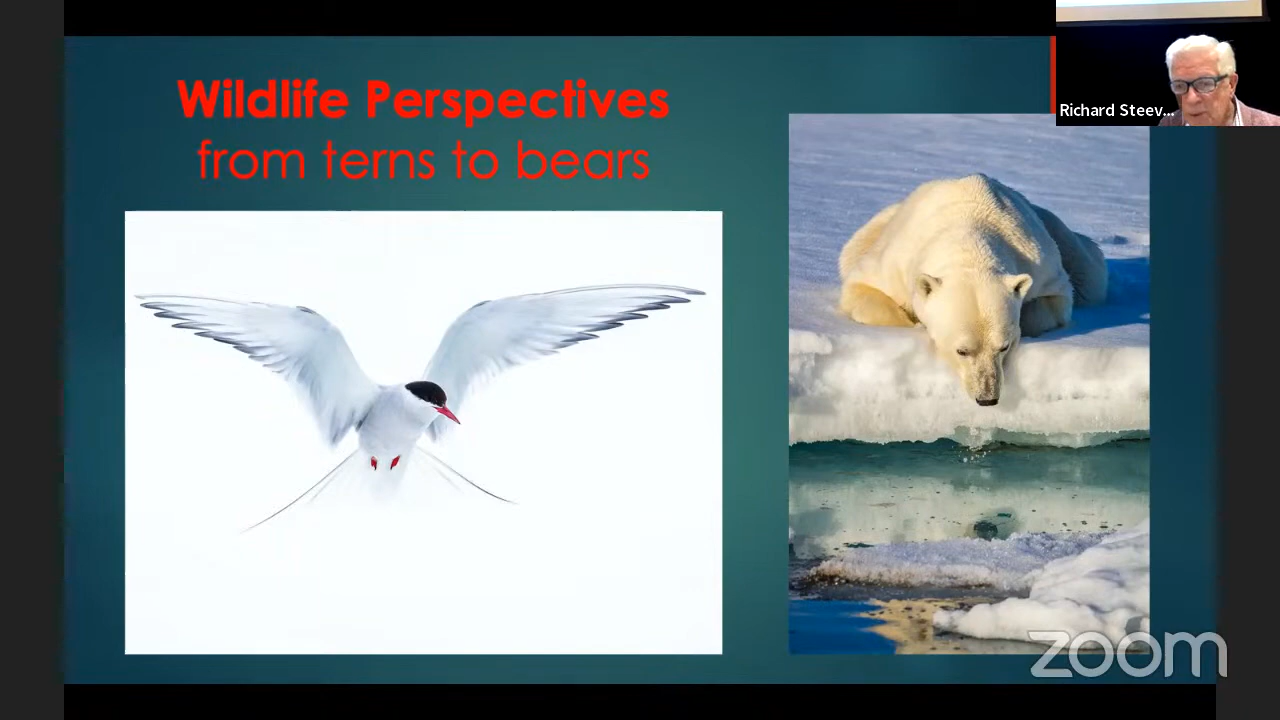 Wildlife Perspectives
from terns to bears
Richard Steev...
zoom